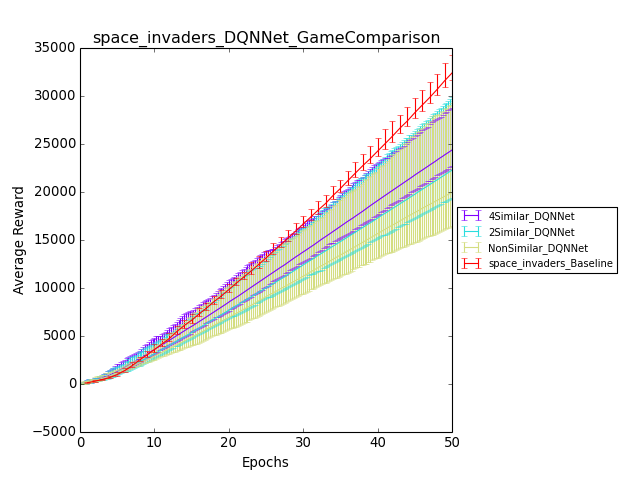 space_invaders_DQNNet_GameComparison
35000
30000
25000
20000
15000
10000
5000
0
−5000
0 10 20 30 40 50
Average Reward
Epochs
4Similar_DQNNet
2Similar_DQNNet
NonSimilar_DQNNet
space_invaders_Baseline